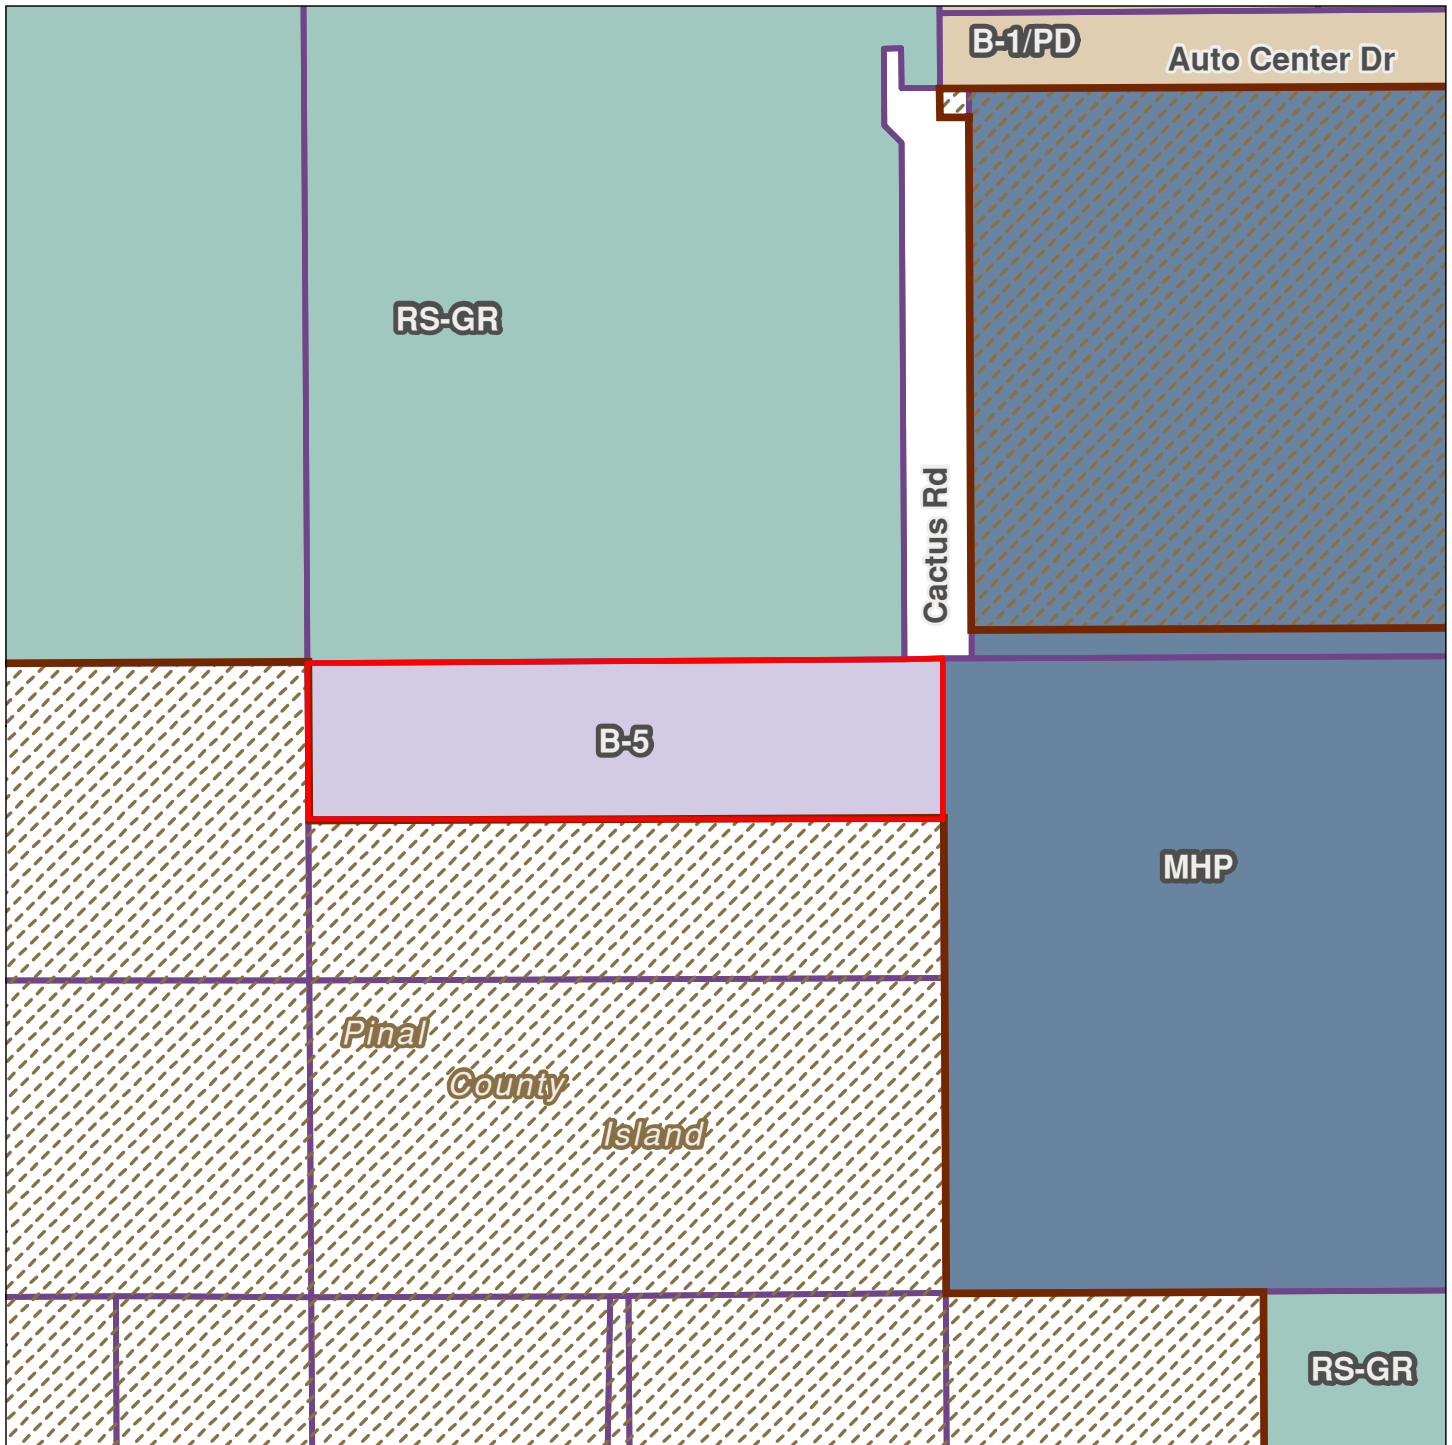 B-1/PD
Auto Center Dr
RS-GR
Cactus Rd
B-5
MHP
Pinal
County
Island
RS-GR